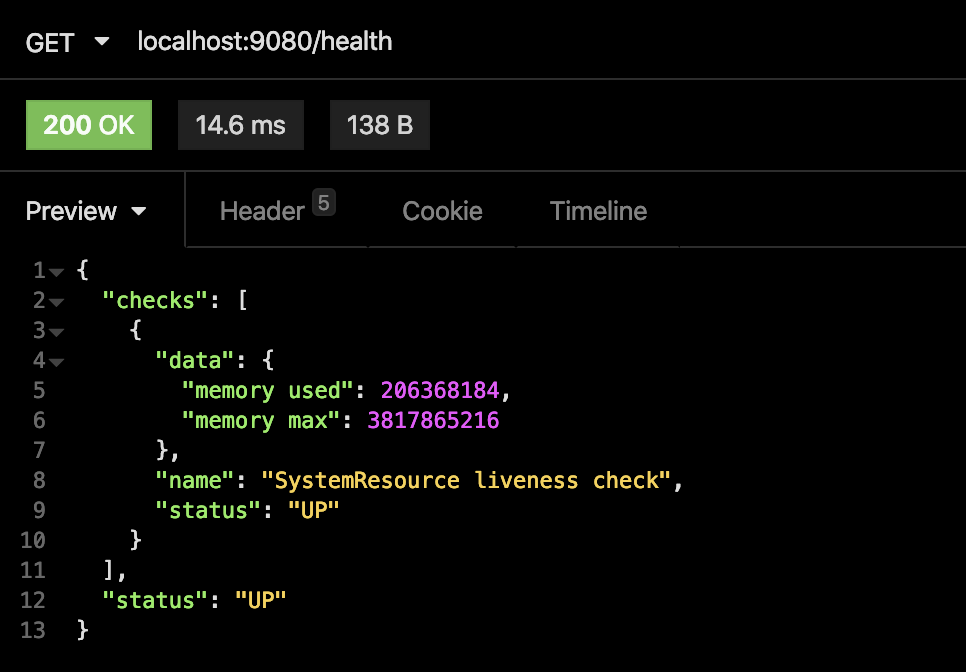 GET localhost:9080/health
200 OK 14.6 ms 138 B
Preview Header 5 Cookie Timeline
1 {
2   "checks": [
3     {
4       "data": {
5         "memory used": 206368184,
6         "memory max": 3817865216
7       },
8       "name": "SystemResource liveness check",
9       "status": "UP"
10     }
11   ],
12   "status": "UP"
13 }